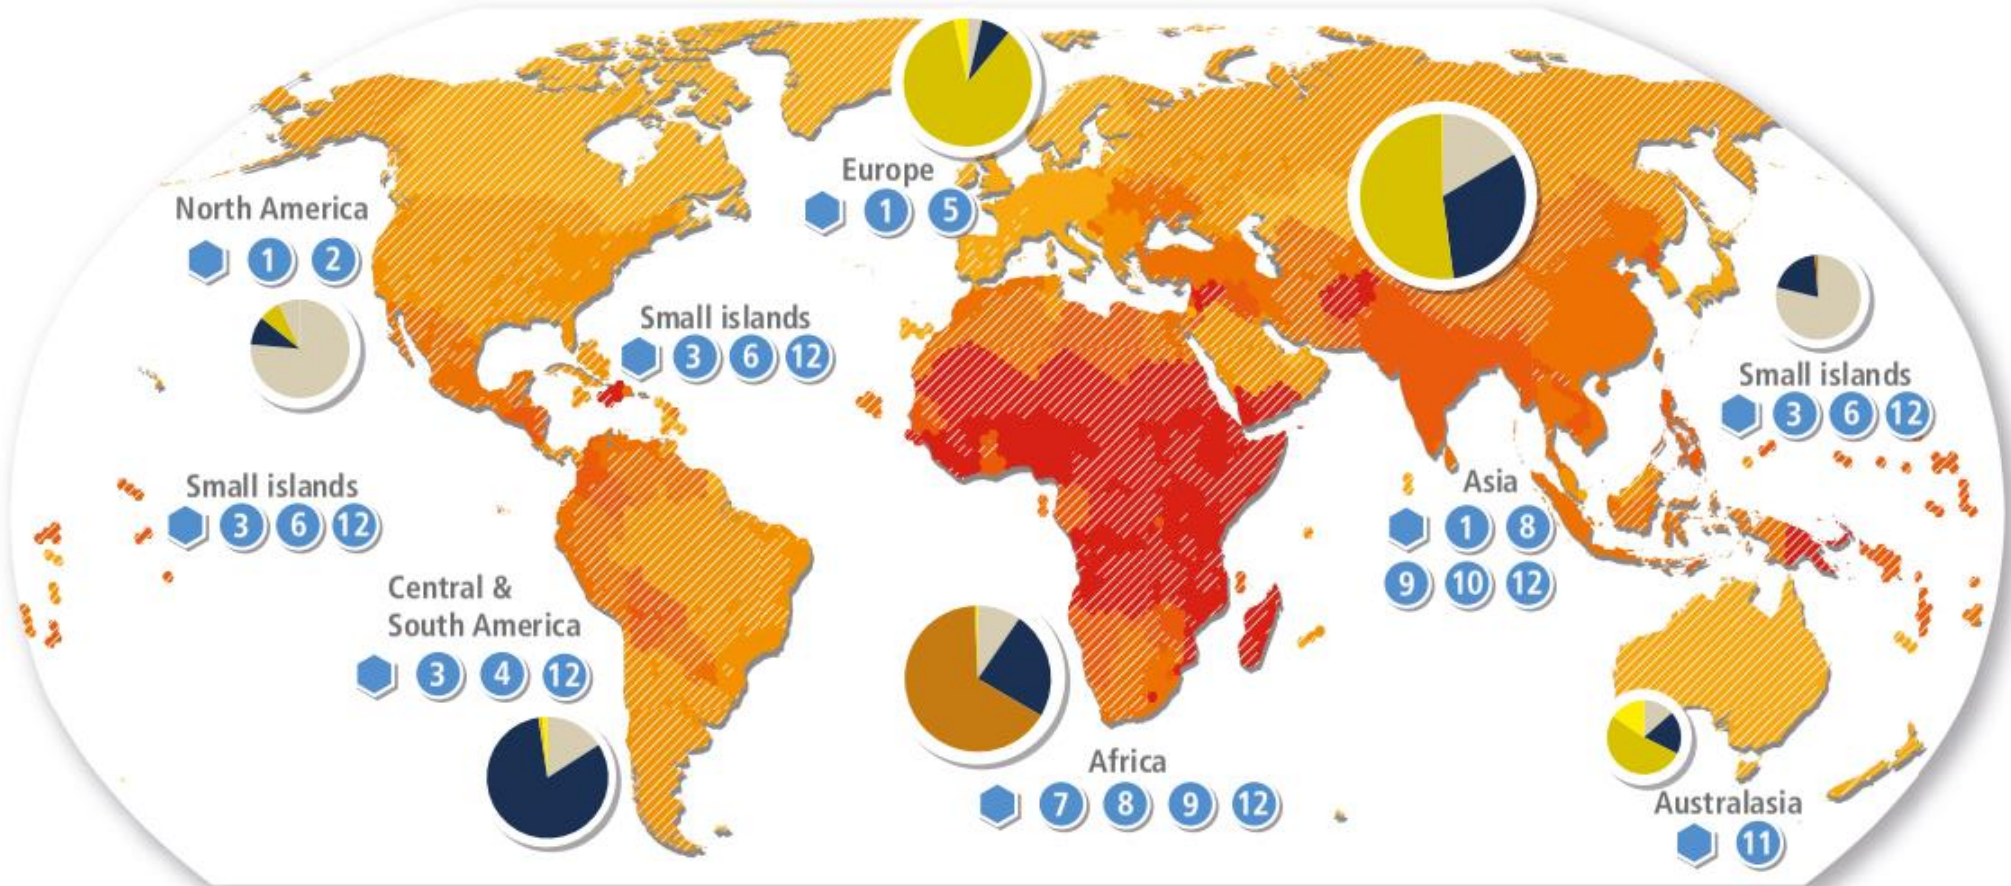 Europe
1 5
North America
1 2
Small islands
3 6 12
Small islands
3 6 12
Asia
1 8
9 10 12
Small islands
3 6 12
Central &
South America
3 4 12
Africa
7 8 9 12
Australasia
11